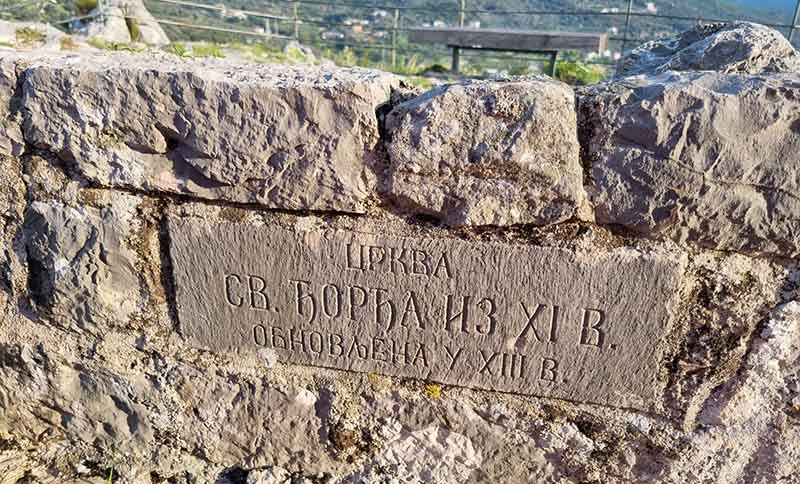 ЦРКВА
СВ. ЂОРЂА ИЗ XI В.
ОБНОВЉЕНА У XIII В.